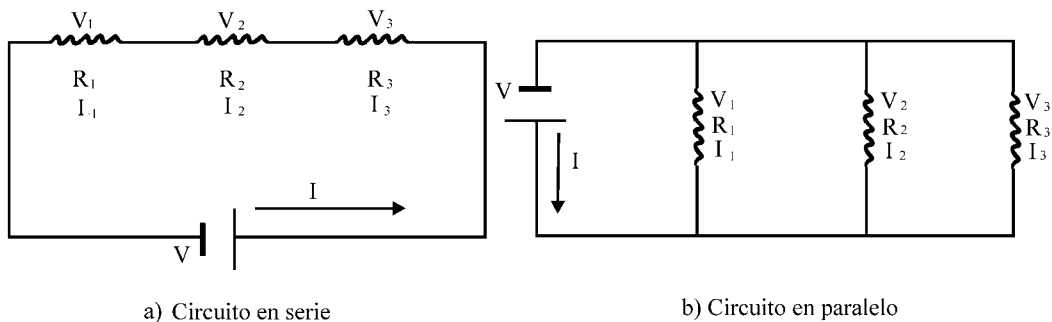 V₁ V₂ V₃
R₁ R₂ R₃
I₁ I₂ I₃
I
V
a) Circuito en serie
V
V₁ V₂ V₃
R₁ R₂ R₃
I₁ I₂ I₃
I
b) Circuito en paralelo